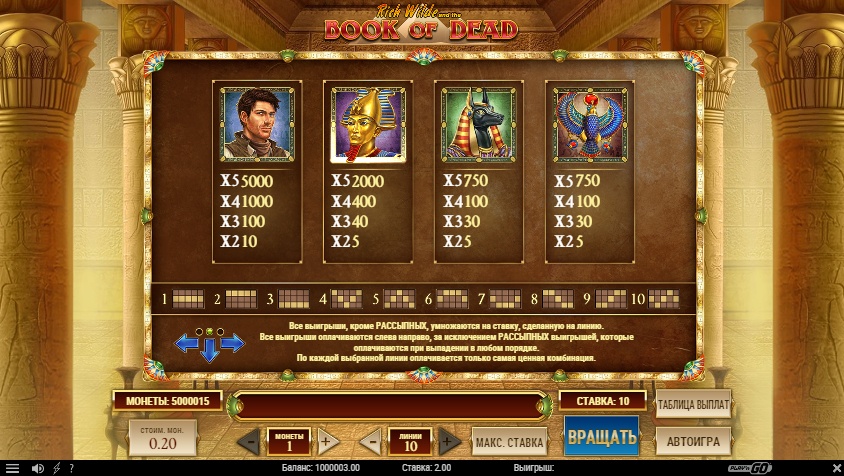 Rich Wilde and the
BOOK OF DEAD
X5 5000
X4 1000
X3 100
X2 10
X5 2000
X4 400
X3 40
X2 5
X5 750
X4 100
X3 30
X2 5
X5 750
X4 100
X3 30
X2 5
1 2 3 4 5 6 7 8 9 10
Все выигрыши, кроме РАССЫПНЫХ, умножаются на ставку, сделанную на линию.
Все выигрыши оплачиваются слева направо, за исключением РАССЫПНЫХ выигрышей, которые
оплачиваются при выпадении в любом порядке.
По каждой выбранной линии оплачивается только самая ценная комбинация.
МОНЕТЫ: 5000015
СТАВКА: 10
ТАБЛИЦА ВЫПЛАТ
СТОИМ. МОН.
0.20
-
МОНЕТЫ
1
+
-
ЛИНИИ
10
+
МАКС. СТАВКА
ВРАЩАТЬ
АВТОИГРА
?
Баланс: 1000003.00
Ставка: 2.00
Выигрыш:
PLAY'N GO